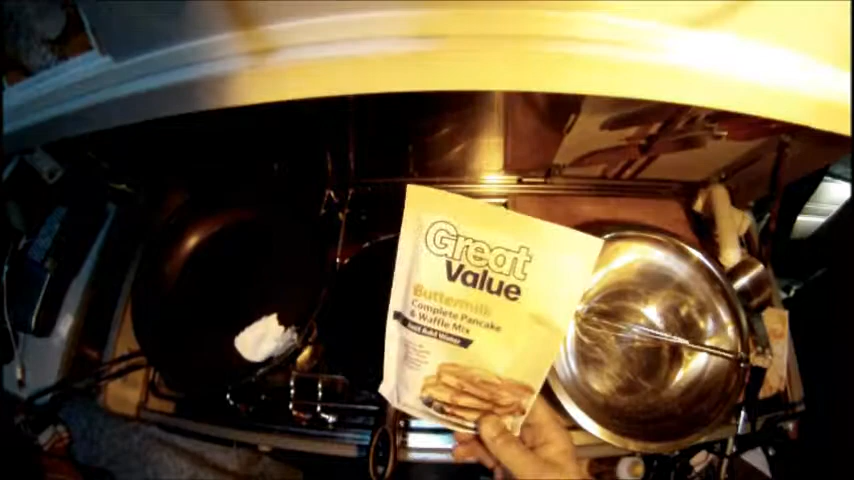 Great
Value
Buttermilk
Complete Pancake
& Waffle Mix
Just Add Water